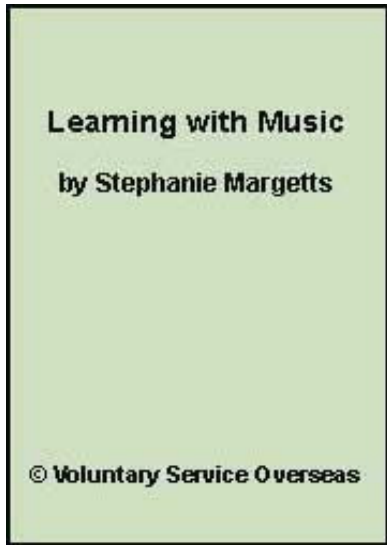 Learning with Music
by Stephanie Margetts
© Voluntary Service Overseas